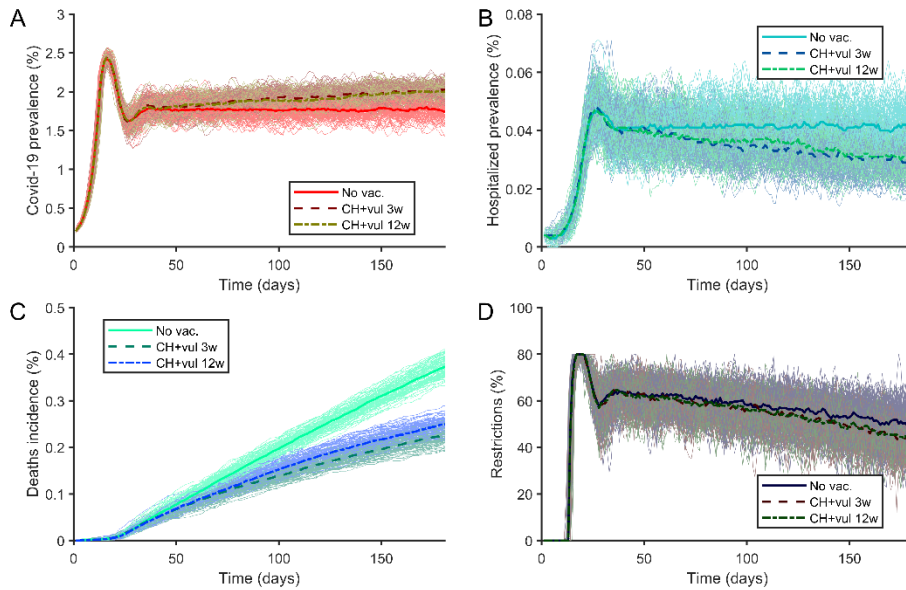 A
3
2.5
2
1.5
1
0.5
0
Covid-19 prevalence (%)
No vac.
CH+vul 3w
CH+vul 12w
1
50
100
150
Time (days)
B
0.08
0.06
0.04
0.02
0
Hospitalized prevalence (%)
No vac.
CH+vul 3w
CH+vul 12w
1
50
100
150
Time (days)
C
0.5
0.4
0.3
0.2
0.1
0
Deaths incidence (%)
No vac.
CH+vul 3w
CH+vul 12w
1
50
100
150
Time (days)
D
100
80
60
40
20
0
Restrictions (%)
No vac.
CH+vul 3w
CH+vul 12w
1
50
100
150
Time (days)